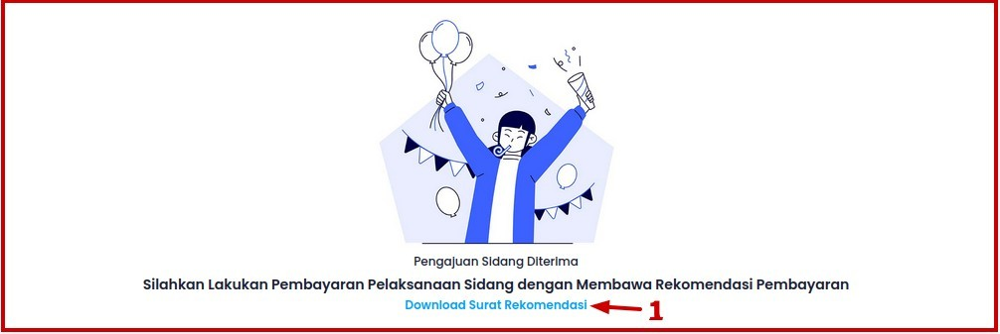 Pengajuan Sidang Diterima
Silahkan Lakukan Pembayaran Pelaksanaan Sidang dengan Membawa Rekomendasi Pembayaran
Download Surat Rekomendasi 1